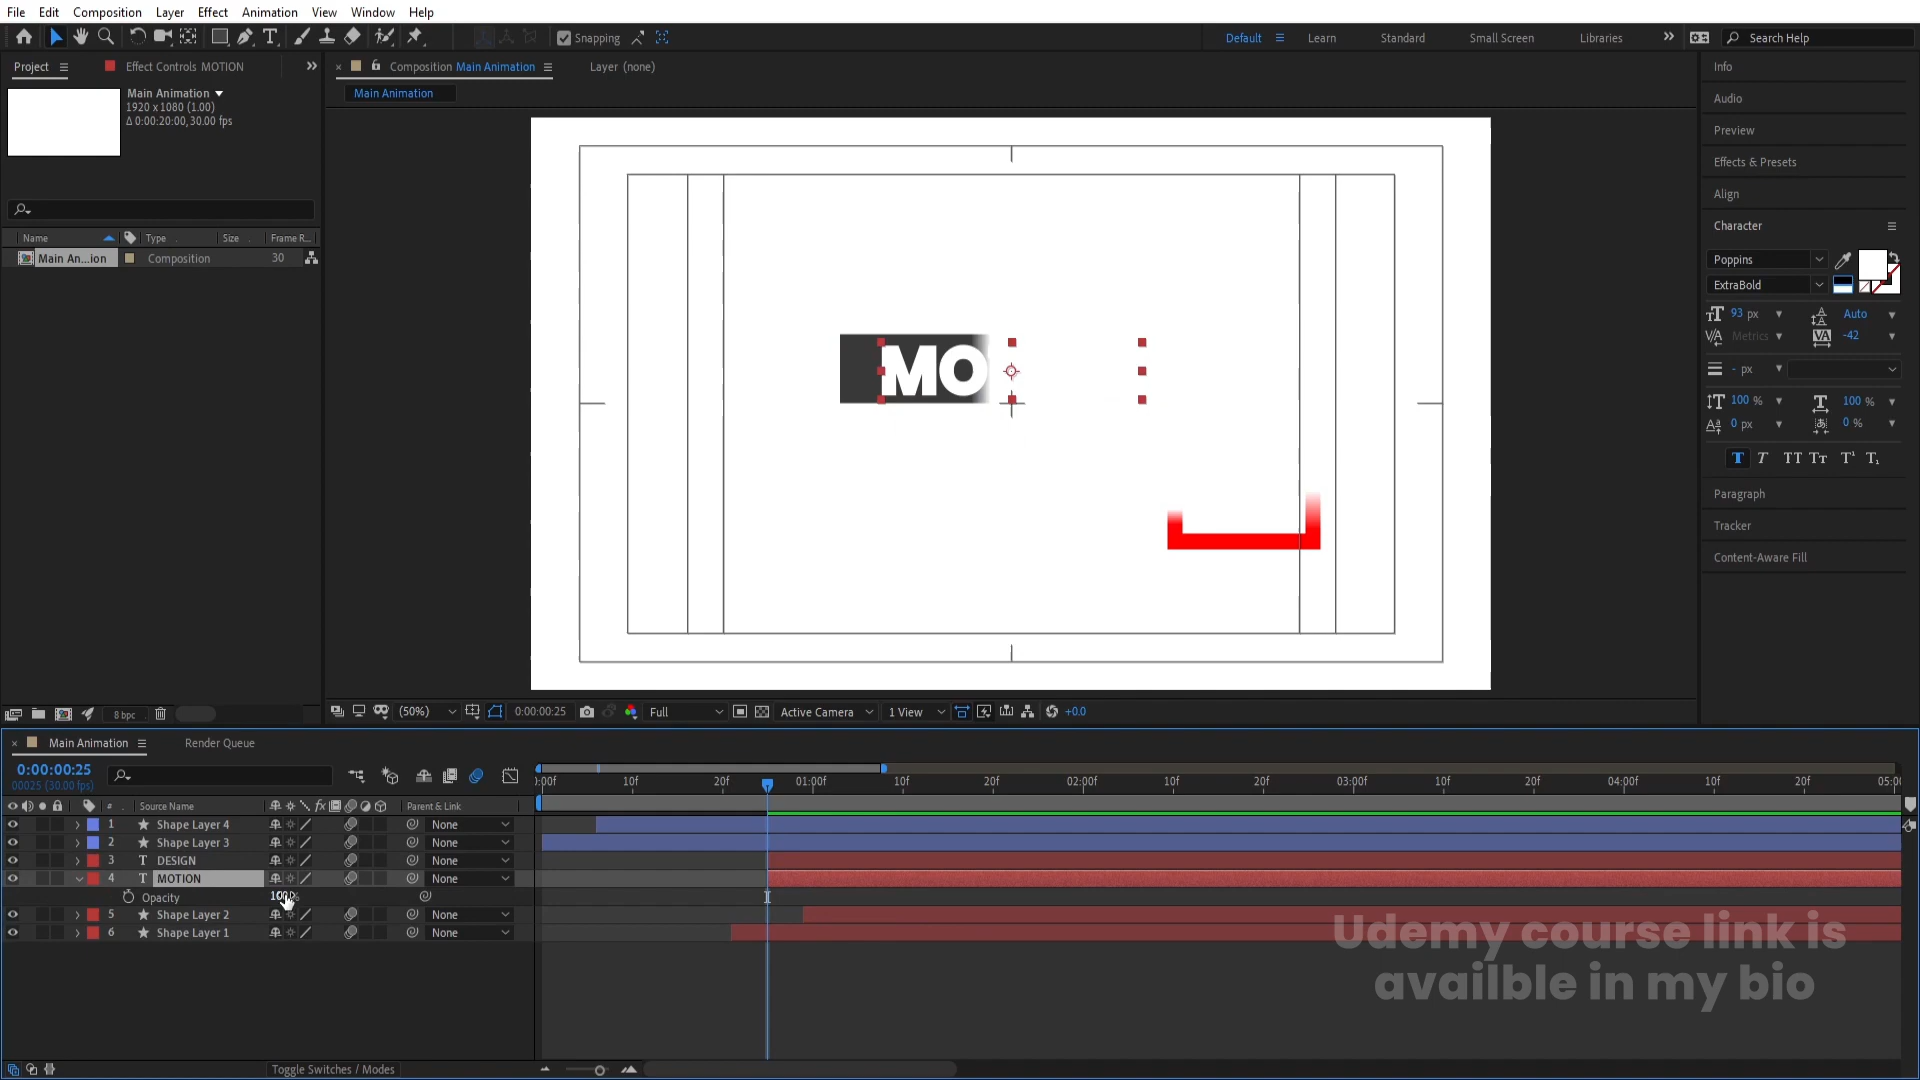 File Edit Composition Layer Effect Animation View Window Help
Snapping Default Learn Standard Small Screen Libraries Search Help
Project Effect Controls MOTION Composition Main Animation Layer (none) Info
Main Animation
Main Animation
1920 x 1080 (1.00)
Δ 0:00:20:00, 30.00 fps
Audio
Preview
Effects & Presets
Align
Character
Name Type Size Frame R...
Main An...ion Composition 30
Poppins
ExtraBold
93 px Auto
Metrics -42
- px
100 % 100 %
0 px 0 %
T T TT Tr T¹ T₁
Paragraph
Tracker
Content-Aware Fill
MO
8 bpc (50%) 0:00:00:25 Full Active Camera 1 View +0.0
Main Animation Render Queue
0:00:00:25
00025 (30.00 fps)
):00f 10f 20f 01:00f 10f 20f 02:00f 10f 20f 03:00f 10f 20f 04:00f 10f 20f 05:00
# Source Name fx Parent & Link
1 Shape Layer 4 None
2 Shape Layer 3 None
3 T DESIGN None
4 T MOTION None
Opacity
5 Shape Layer 2 None
6 Shape Layer 1 None
Udemy course link is
availble in my bio
Toggle Switches / Modes